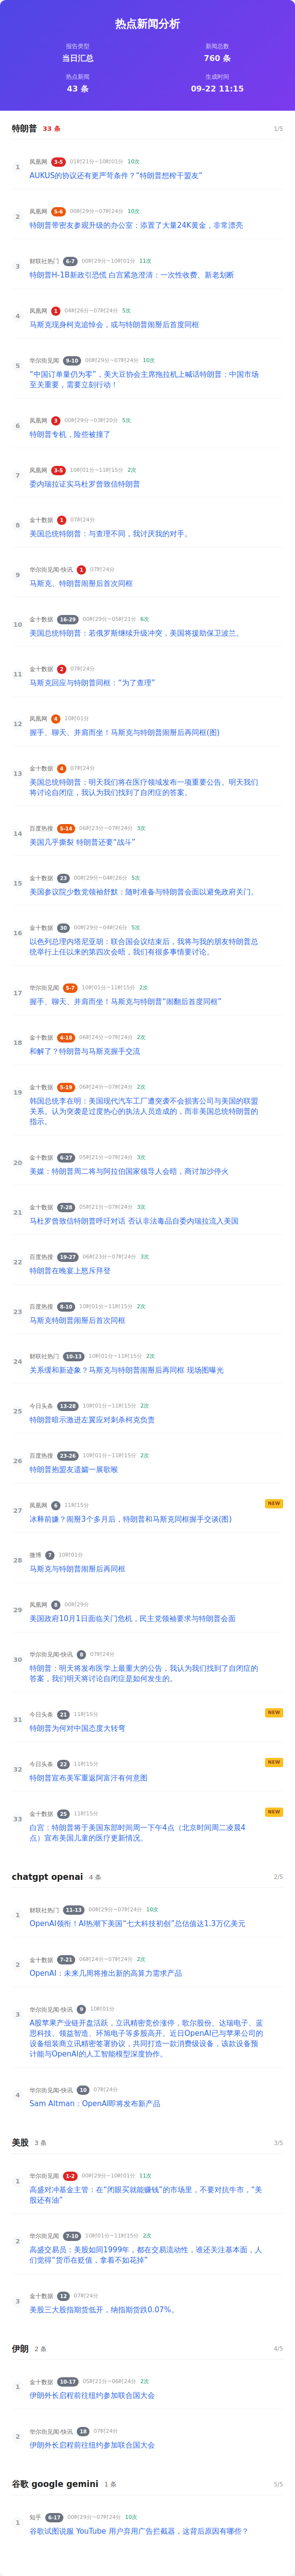 热点新闻分析
报告类型
新闻总数
当日汇总
760 条
热点新闻
生成时间
43 条
09-22 11:15
特朗普 33 条 1/5
1
凤凰网 3-5 01时21分~10时01分 10次
AUKUS的协议还有更严苛条件？“特朗普想榨干盟友”
2
凤凰网 5-6 00时29分~07时24分 10次
特朗普带密友参观升级的办公室：添置了大量24K黄金，非常漂亮
3
财联社热门 6-7 00时29分~10时01分 11次
特朗普H-1B新政引恐慌 白宫紧急澄清：一次性收费、新老划断
4
凤凰网 1 04时26分~07时24分 5次
马斯克现身柯克追悼会，或与特朗普闹掰后首度同框
5
华尔街见闻 9-10 00时29分~07时24分 10次
“中国订单量仍为零”，美大豆协会主席拖拉机上喊话特朗普：中国市场
至关重要，需要立刻行动！
6
凤凰网 3 00时29分~03时20分 5次
特朗普专机，险些被撞了
7
凤凰网 3-5 10时01分~11时15分 2次
委内瑞拉证实马杜罗曾致信特朗普
8
金十数据 1 07时24分
美国总统特朗普：与查理不同，我讨厌我的对手。
9
华尔街见闻-快讯 1 07时24分
马斯克、特朗普闹掰后首次同框
10
金十数据 16-29 00时29分~05时21分 6次
美国总统特朗普：若俄罗斯继续升级冲突，美国将援助保卫波兰。
11
金十数据 2 07时24分
马斯克回应与特朗普同框：“为了查理”
12
凤凰网 4 10时01分
握手、聊天、并肩而坐！马斯克与特朗普闹掰后再同框(图)
13
金十数据 4 07时24分
美国总统特朗普：明天我们将在医疗领域发布一项重要公告。明天我们
将讨论自闭症，我认为我们找到了自闭症的答案。
14
百度热搜 5-14 06时23分~07时24分 3次
美国几乎撕裂 特朗普还要“战斗”
15
金十数据 23 00时29分~04时26分 5次
美国参议院少数党领袖舒默：随时准备与特朗普会面以避免政府关门。
16
金十数据 30 00时29分~04时26分 5次
以色列总理内塔尼亚胡：联合国会议结束后，我将与我的朋友特朗普总
统举行上任以来的第四次会晤，我们有很多事情要讨论。
17
华尔街见闻 5-7 10时01分~11时15分 2次
握手、聊天、并肩而坐！马斯克与特朗普“闹翻后首度同框”
18
金十数据 4-18 06时24分~07时24分 2次
和解了？特朗普与马斯克握手交流
19
金十数据 5-19 06时24分~07时24分 2次
韩国总统李在明：美国现代汽车工厂遭突袭不会损害公司与美国的联盟
关系。认为突袭是过度热心的执法人员造成的，而非美国总统特朗普的
指示。
20
金十数据 6-27 05时21分~07时24分 3次
美媒：特朗普周二将与阿拉伯国家领导人会晤，商讨加沙停火
21
金十数据 7-28 05时21分~07时24分 3次
马杜罗曾致信特朗普呼吁对话 否认非法毒品自委内瑞拉流入美国
22
百度热搜 19-27 06时23分~07时24分 3次
特朗普在晚宴上怒斥拜登
23
百度热搜 8-10 10时01分~11时15分 2次
马斯克特朗普闹掰后首次同框
24
财联社热门 10-13 10时01分~11时15分 2次
关系缓和新迹象？马斯克与特朗普闹掰后再同框 现场图曝光
25
今日头条 13-28 10时01分~11时15分 2次
特朗普暗示激进左翼应对刺杀柯克负责
26
百度热搜 23-26 10时01分~11时15分 2次
特朗普抱盟友遗孀一展歌喉
27
凤凰网 6 11时15分 NEW
冰释前嫌？闹掰3个多月后，特朗普和马斯克同框握手交谈(图)
28
微博 7 10时01分
马斯克与特朗普闹掰后再同框
29
凤凰网 8 00时29分
美国政府10月1日面临关门危机，民主党领袖要求与特朗普会面
30
华尔街见闻-快讯 8 07时24分
特朗普：明天将发布医学上最重大的公告，我认为我们找到了自闭症的
答案，我们明天将讨论自闭症是如何发生的。
31
今日头条 21 11时15分 NEW
特朗普为何对中国态度大转弯
32
今日头条 22 11时15分 NEW
特朗普宣布美军重返阿富汗有何意图
33
金十数据 25 11时15分 NEW
白宫：特朗普将于美国东部时间周一下午4点（北京时间周二凌晨4
点）宣布美国儿童的医疗更新情况。
chatgpt openai 4 条 2/5
1
财联社热门 11-13 00时29分~07时24分 10次
OpenAI领衔！AI热潮下美国“七大科技初创”总估值达1.3万亿美元
2
金十数据 7-21 06时24分~07时24分 2次
OpenAI：未来几周将推出新的高算力需求产品
3
华尔街见闻-快讯 9 10时01分
A股苹果产业链开盘活跃，立讯精密竞价涨停，歌尔股份、达瑞电子、蓝
思科技、领益智造、环旭电子等多股高开。近日OpenAI已与苹果公司的
设备组装商立讯精密签署协议，共同打造一款消费级设备，该款设备预
计能与OpenAI的人工智能模型深度协作。
4
华尔街见闻-快讯 10 07时24分
Sam Altman：OpenAI即将发布新产品
美股 3 条 3/5
1
华尔街见闻 1-2 00时29分~10时01分 11次
高盛对冲基金主管：在“闭眼买就能赚钱”的市场里，不要对抗牛市，“美
股还有油”
2
华尔街见闻 7-10 10时01分~11时15分 2次
高盛交易员：美股如同1999年，都在交易流动性，谁还关注基本面，人
们觉得“货币在贬值，拿着不如花掉”
3
金十数据 12 07时24分
美股三大股指期货低开，纳指期货跌0.07%。
伊朗 2 条 4/5
1
金十数据 10-17 05时21分~06时24分 2次
伊朗外长启程前往纽约参加联合国大会
2
华尔街见闻-快讯 18 07时24分
伊朗外长启程前往纽约参加联合国大会
谷歌 google gemini 1 条 5/5
1
知乎 6-17 00时29分~07时24分 10次
谷歌试图说服 YouTube 用户弃用广告拦截器，这背后原因有哪些？